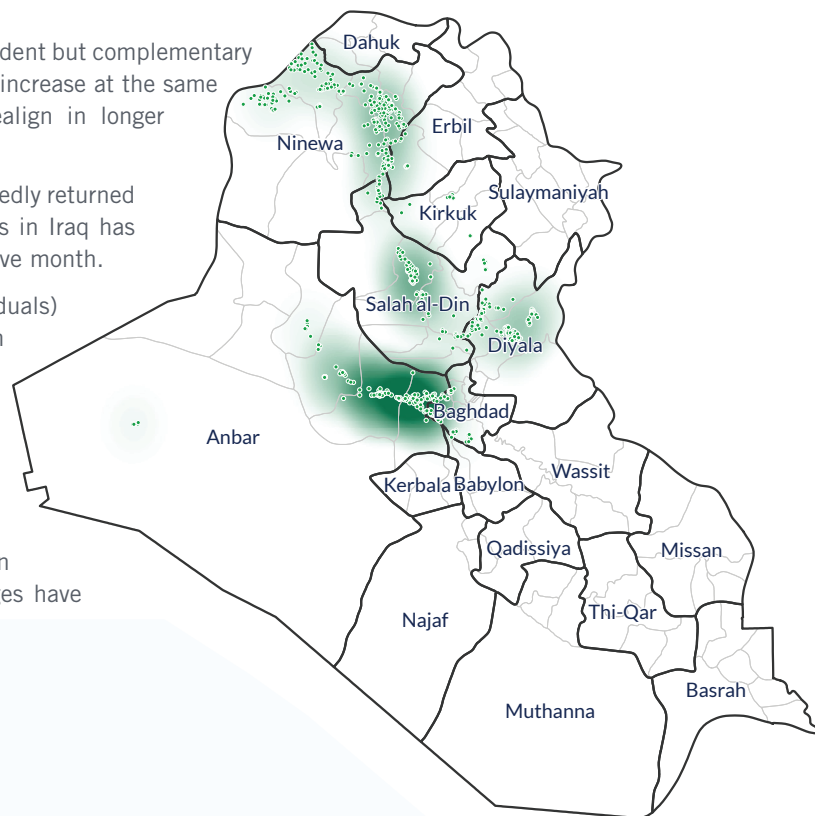 dent but complementary
increase at the same
ealign in longer
edly returned
s in Iraq has
ve month.
duals)
n
n
ges have
Dahuk
Ninewa
Erbil
Sulaymaniyah
Kirkuk
Salah al-Din
Diyala
Baghdad
Anbar
Wassit
Kerbala
Babylon
Qadissiya
Missan
Najaf
Thi-Qar
Muthanna
Basrah